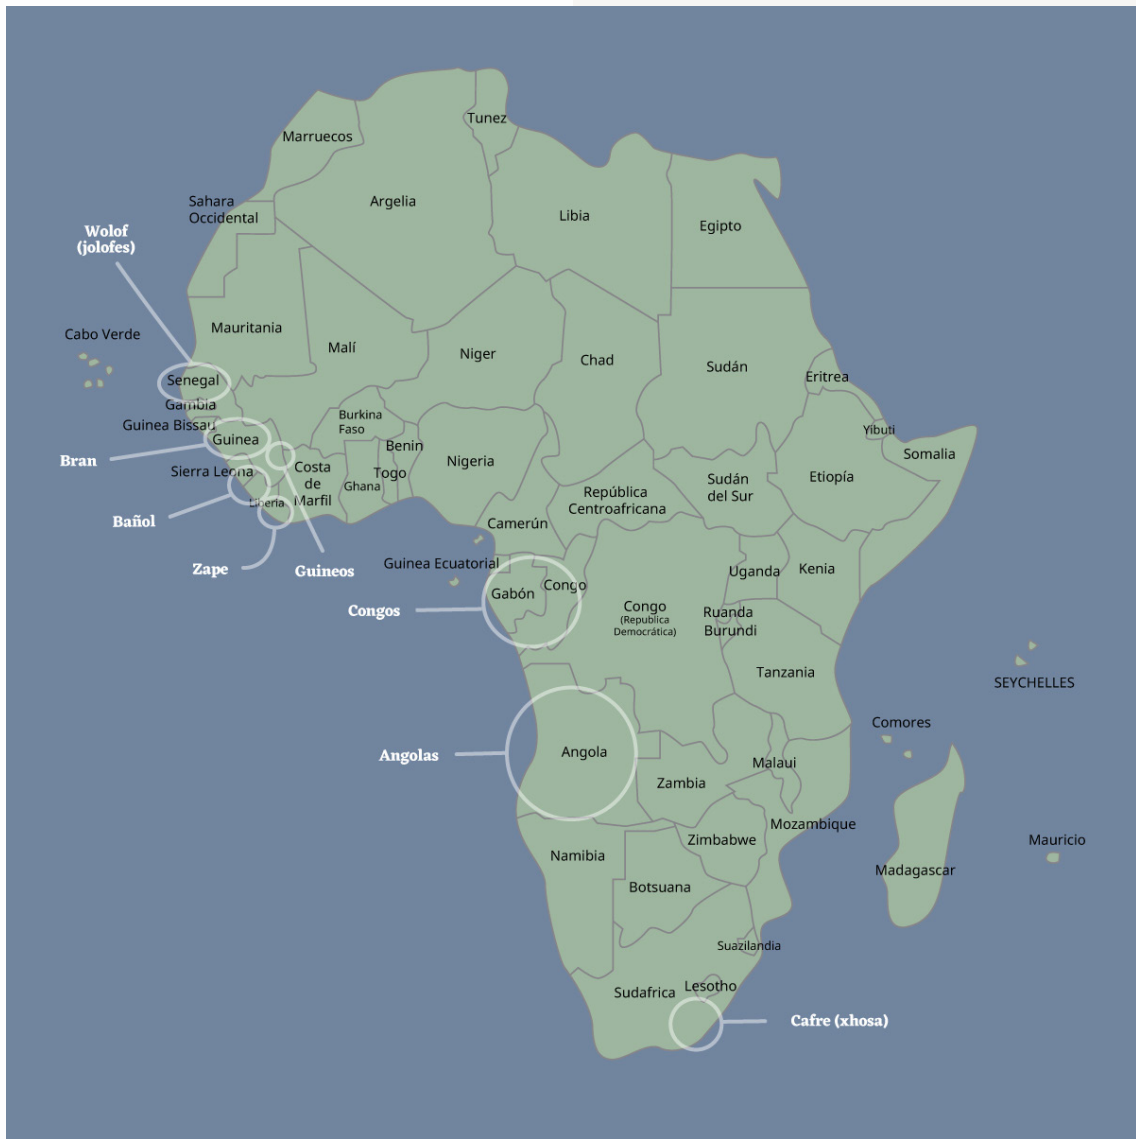 Tunez
Marruecos
Argelia
Sahara
Occidental
Libia
Egipto
Wolof
(jolofes)
Cabo Verde
Mauritania
Malí
Niger
Chad
Sudán
Eritrea
Senegal
Gambia
Guinea Bissau
Burkina
Faso
Yibuti
Guinea
Benin
Somalia
Bran
Nigeria
Sierra Leona
Costa
de
Marfil
Togo
Ghana
Etiopía
Sudán
del Sur
República
Centroafricana
Liberia
Bañol
Camerún
Zape
Guineos
Guinea Ecuatorial
Uganda
Kenia
Gabón
Congo
Congos
Congo
(Republica
Democrática)
Ruanda
Burundi
Tanzania
SEYCHELLES
Comores
Angolas
Angola
Malaui
Zambia
Mozambique
Zimbabwe
Mauricio
Namibia
Madagascar
Botsuana
Suazilandia
Lesotho
Sudafrica
Cafre (xhosa)